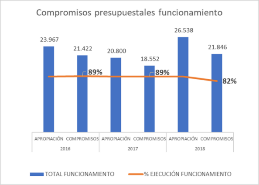 Compromisos presupuestales funcionamiento
23.967
21.422
20.800
18.552
26.538
21.846
89%
89%
82%
APROPIACIÓN COMPROMISOS APROPIACIÓN COMPROMISOS APROPIACIÓN COMPROMISOS
2016 2017 2018
TOTAL FUNCIONAMIENTO % EJECUCIÓN FUNCIONAMIENTO